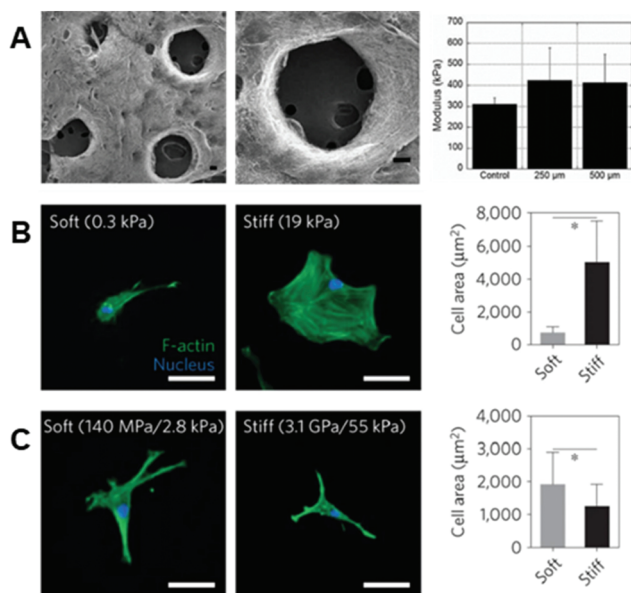 A
Modulus (kPa)
700
600
500
400
300
200
100
0
Control
250 µm
500 µm
B
Soft (0.3 kPa)
F-actin
Nucleus
Stiff (19 kPa)
Cell area (µm²)
8,000
6,000
4,000
2,000
0
*
Soft
Stiff
C
Soft (140 MPa/2.8 kPa)
Stiff (3.1 GPa/55 kPa)
Cell area (µm²)
4,000
3,000
2,000
1,000
0
*
Soft
Stiff